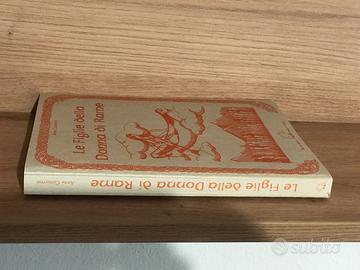 Le Figlie della
Donna di Rame
Le Figlie della Donna di Rame
Anne Cameron
subito